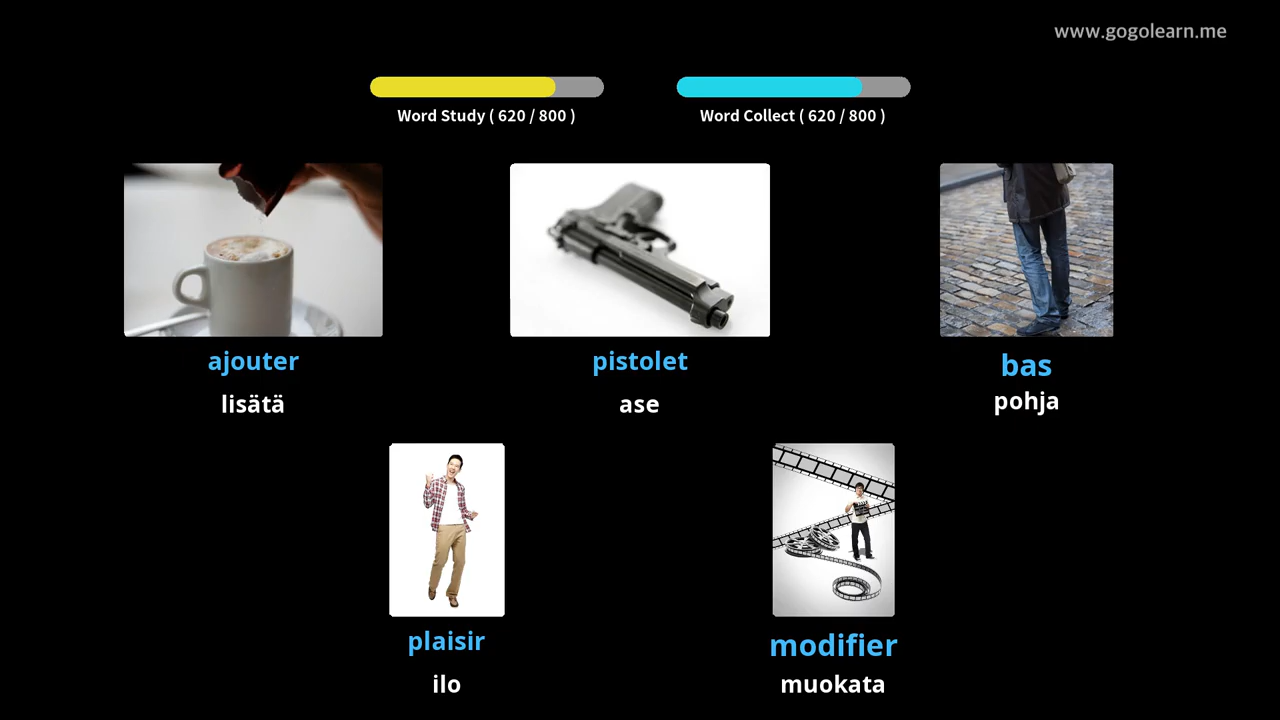 www.gogolearn.me
Word Study ( 620 / 800 )
Word Collect ( 620 / 800 )
ajouter
lisätä
pistolet
ase
bas
pohja
plaisir
ilo
modifier
muokata